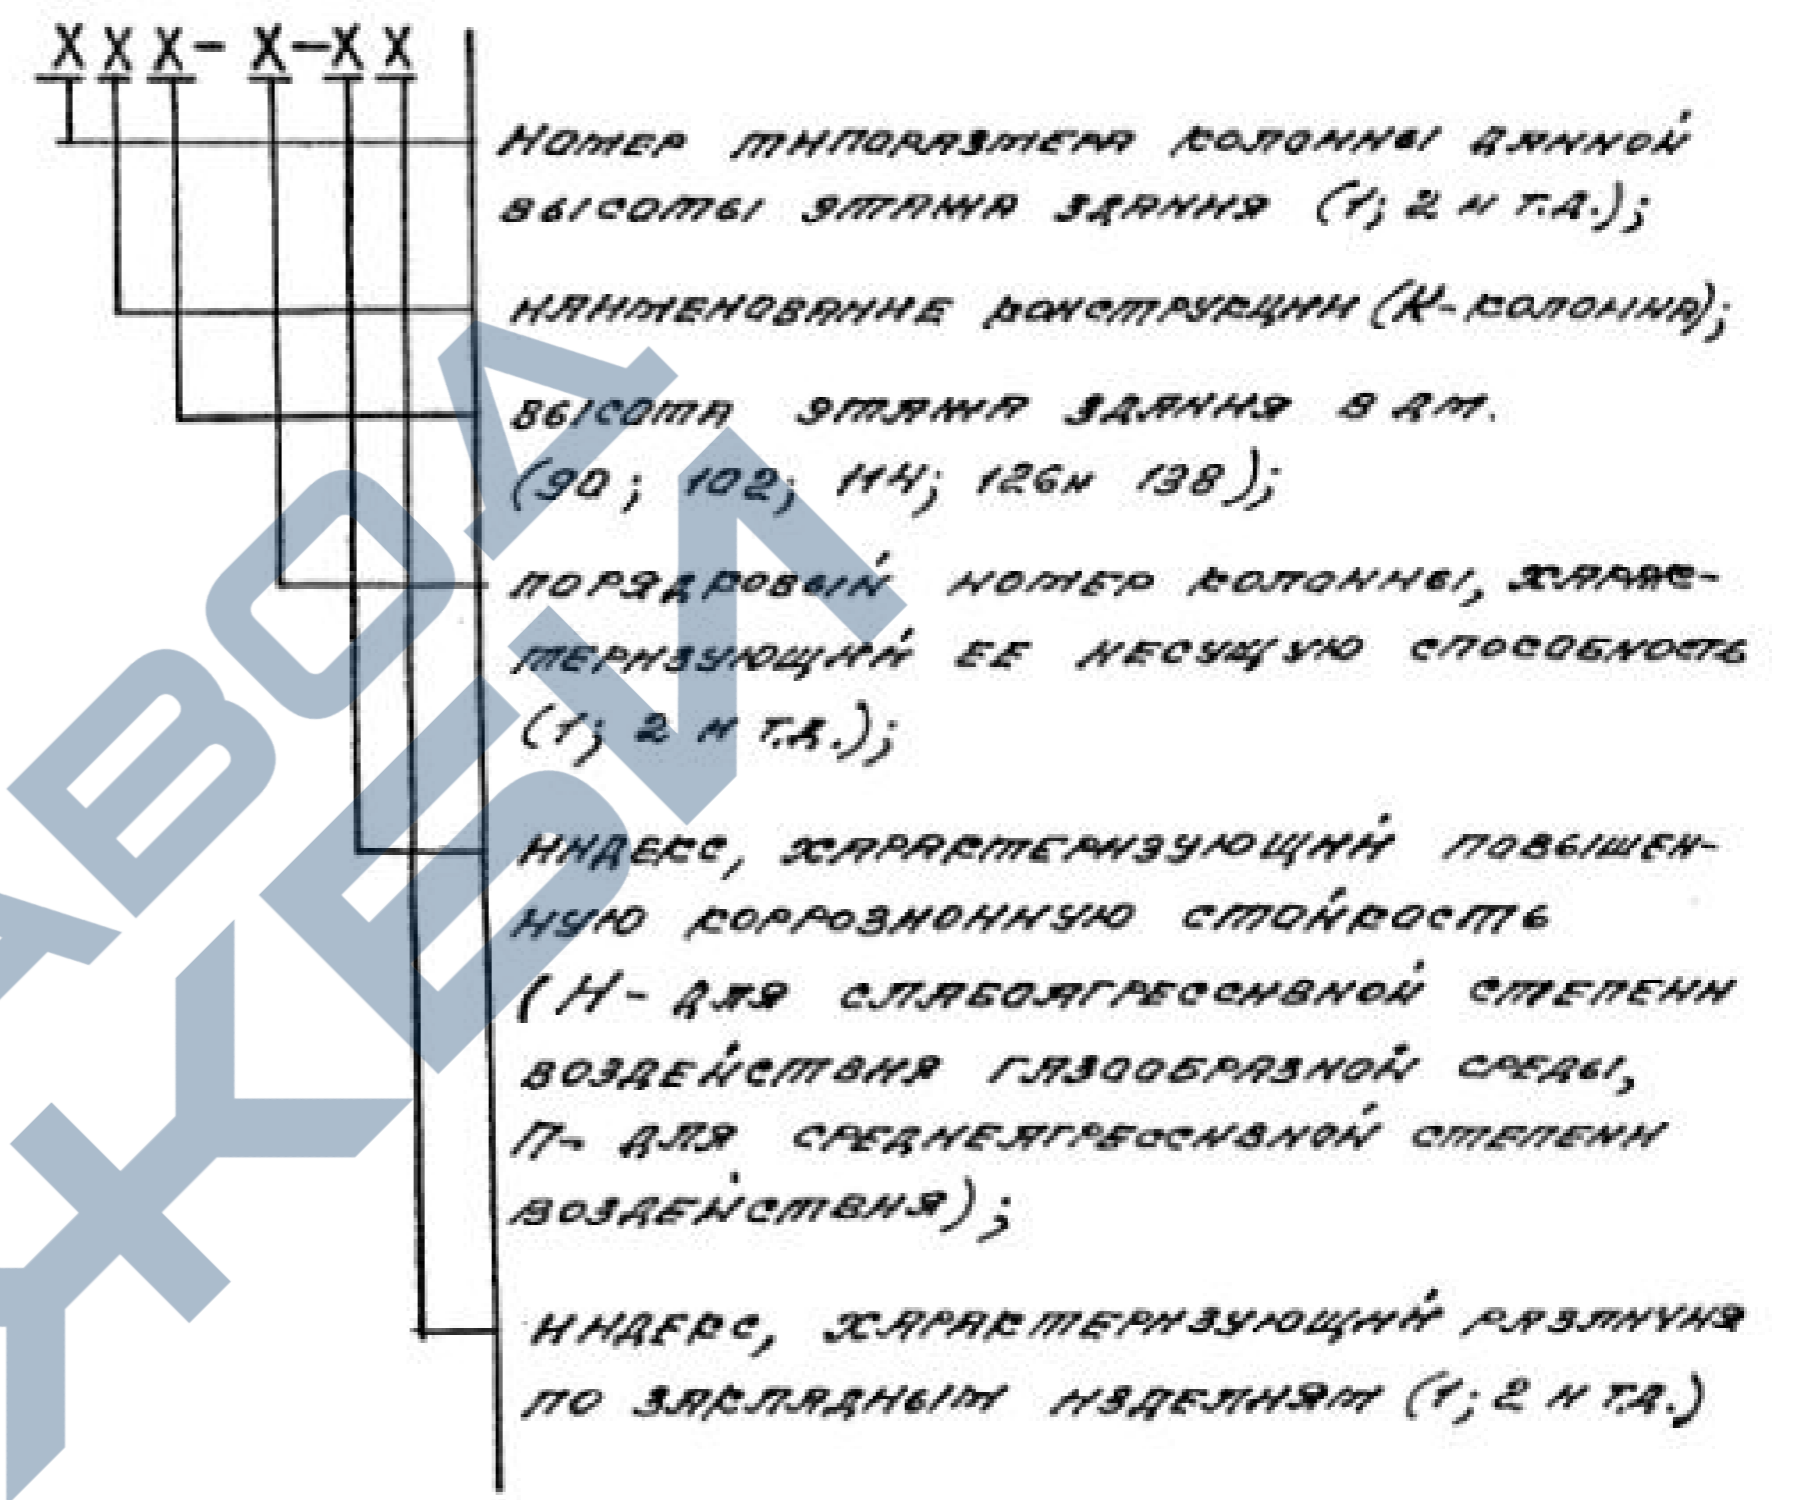 Х Х Х - Х - Х Х
Номер типоразмера колонны данной
высоты этажа здания (1; 2 и т.д.);
наименование конструкции (К-колонна);
высота этажа здания в дм.
(90; 102; 114; 126 и 138);
порядковый номер колонны, харак-
теризующий ее несущую способность
(1; 2 и т.д.);
индекс, характеризующий повышен-
ную коррозионную стойкость
(Н- для слабоагрессивной степени
воздействия газообразной среды,
П- для среднеагрессивной степени
воздействия);
индекс, характеризующий различия
по закладным изделиям (1; 2 и т.д.)
ЗАВОД
ЖБИ